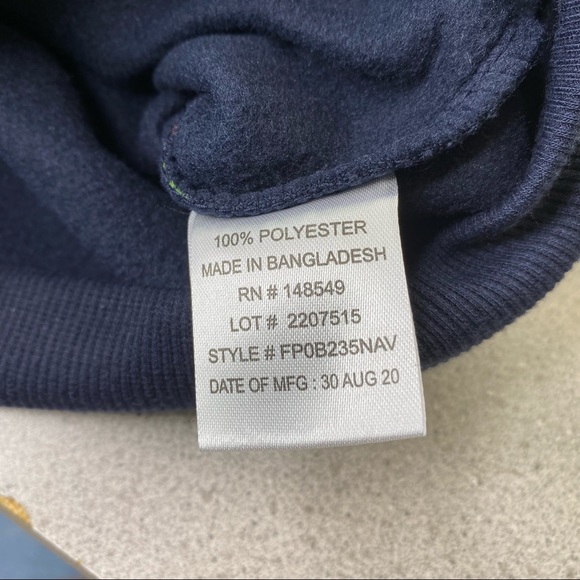 100% POLYESTER
MADE IN BANGLADESH
RN # 148549
LOT # 2207515
STYLE # FP0B235NAV
DATE OF MFG : 30 AUG 20